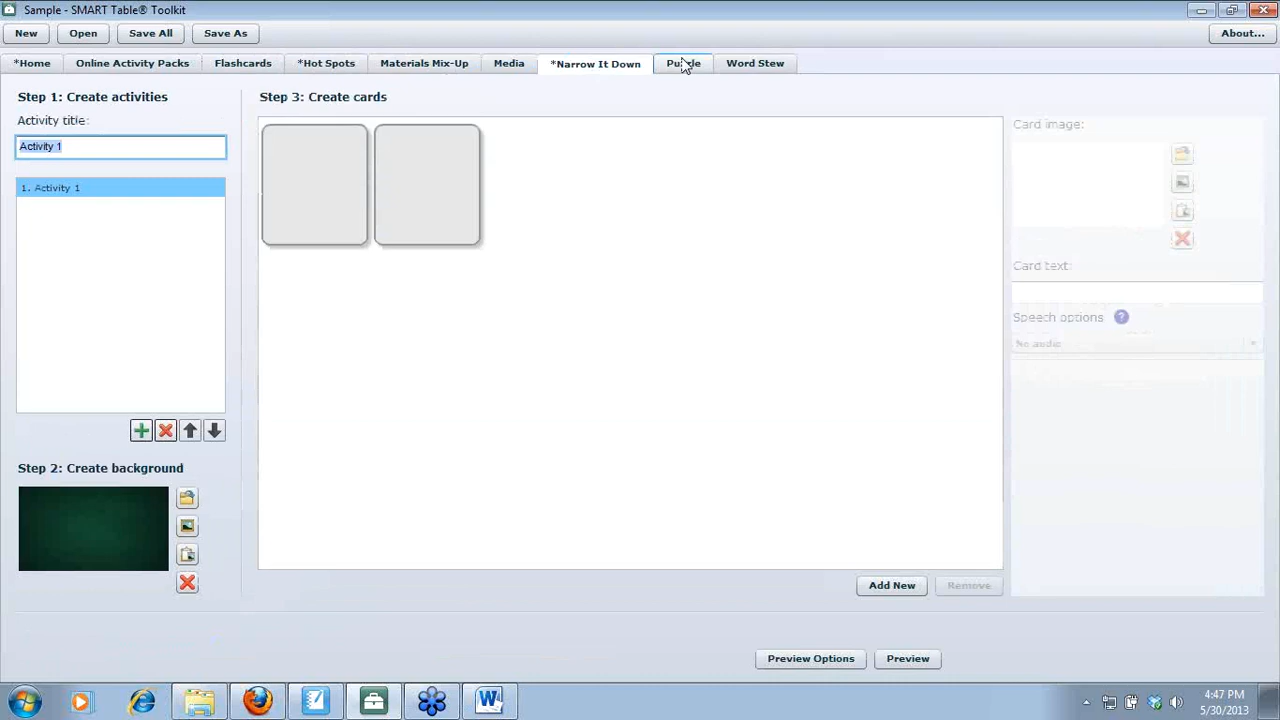 Sample - SMART Table® Toolkit
New Open Save All Save As About...
*Home Online Activity Packets Flashcards *Hot Spots Materials Mix-Up Media *Narrow It Down Puzzle Word Stew
Step 1: Create activities
Activity title:
Activity 1
1. Activity 1
Step 2: Create background
Step 3: Create cards
Card image:
Card text:
Speech options ?
No audio
Add New Remove
Preview Options Preview
4:47 PM
5/30/2013